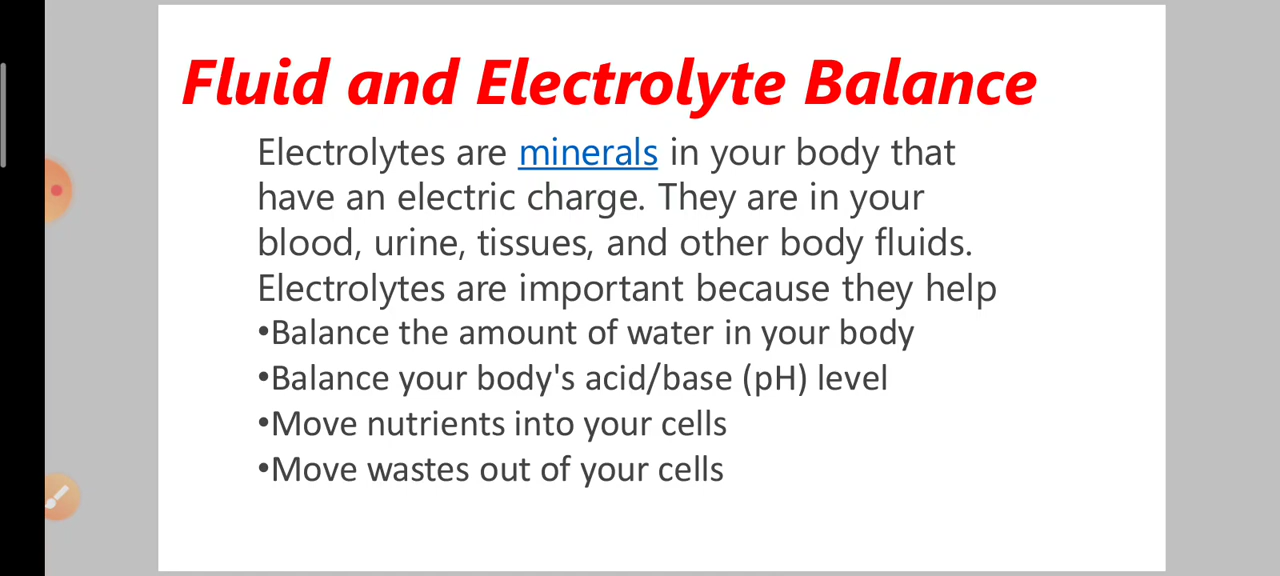 Fluid and Electrolyte Balance
Electrolytes are minerals in your body that
have an electric charge. They are in your
blood, urine, tissues, and other body fluids.
Electrolytes are important because they help
•Balance the amount of water in your body
•Balance your body's acid/base (pH) level
•Move nutrients into your cells
•Move wastes out of your cells